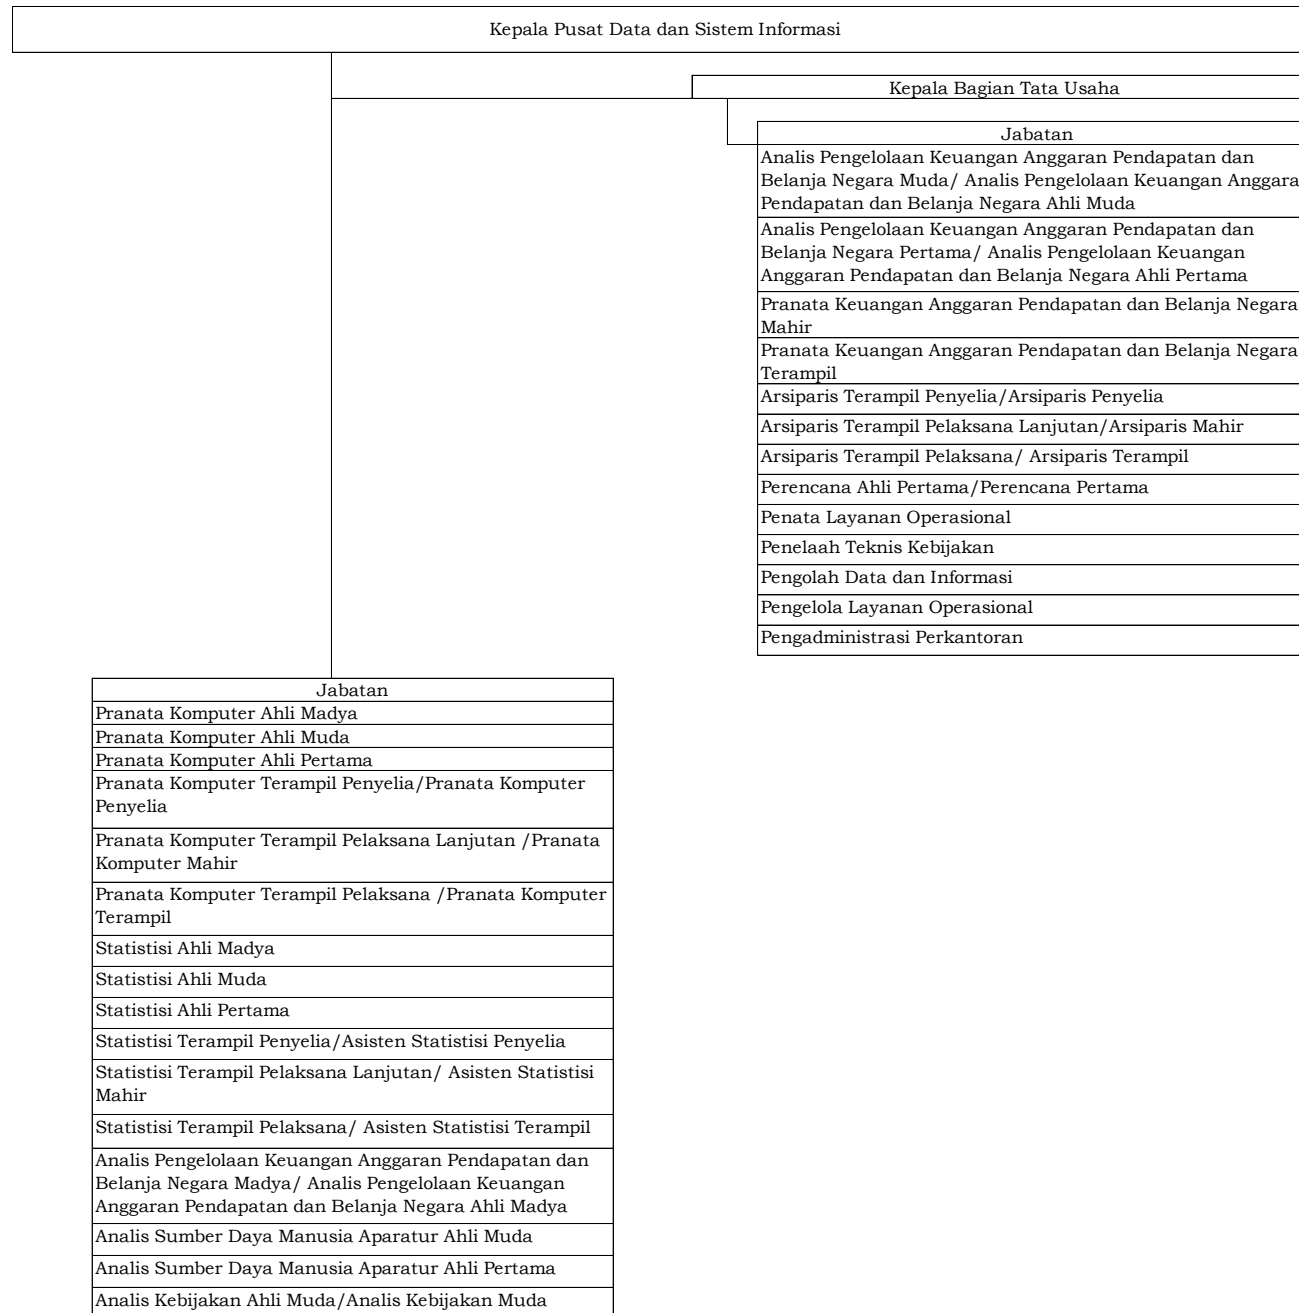 Kepala Pusat Data dan Sistem Informasi
Kepala Bagian Tata Usaha
Jabatan
Analis Pengelolaan Keuangan Anggaran Pendapatan dan
Belanja Negara Muda/ Analis Pengelolaan Keuangan Anggara
Pendapatan dan Belanja Negara Ahli Muda
Analis Pengelolaan Keuangan Anggaran Pendapatan dan
Belanja Negara Pertama/ Analis Pengelolaan Keuangan
Anggaran Pendapatan dan Belanja Negara Ahli Pertama
Pranata Keuangan Anggaran Pendapatan dan Belanja Negara
Mahir
Pranata Keuangan Anggaran Pendapatan dan Belanja Negara
Terampil
Arsiparis Terampil Penyelia/Arsiparis Penyelia
Arsiparis Terampil Pelaksana Lanjutan/Arsiparis Mahir
Arsiparis Terampil Pelaksana/ Arsiparis Terampil
Perencana Ahli Pertama/Perencana Pertama
Penata Layanan Operasional
Penelaah Teknis Kebijakan
Pengolah Data dan Informasi
Pengelola Layanan Operasional
Pengadministrasi Perkantoran
Jabatan
Pranata Komputer Ahli Madya
Pranata Komputer Ahli Muda
Pranata Komputer Ahli Pertama
Pranata Komputer Terampil Penyelia/Pranata Komputer
Penyelia
Pranata Komputer Terampil Pelaksana Lanjutan /Pranata
Komputer Mahir
Pranata Komputer Terampil Pelaksana /Pranata Komputer
Terampil
Statistisi Ahli Madya
Statistisi Ahli Muda
Statistisi Ahli Pertama
Statistisi Terampil Penyelia/Asisten Statistisi Penyelia
Statistisi Terampil Pelaksana Lanjutan/ Asisten Statistisi
Mahir
Statistisi Terampil Pelaksana/ Asisten Statistisi Terampil
Analis Pengelolaan Keuangan Anggaran Pendapatan dan
Belanja Negara Madya/ Analis Pengelolaan Keuangan
Anggaran Pendapatan dan Belanja Negara Ahli Madya
Analis Sumber Daya Manusia Aparatur Ahli Muda
Analis Sumber Daya Manusia Aparatur Ahli Pertama
Analis Kebijakan Ahli Muda/Analis Kebijakan Muda